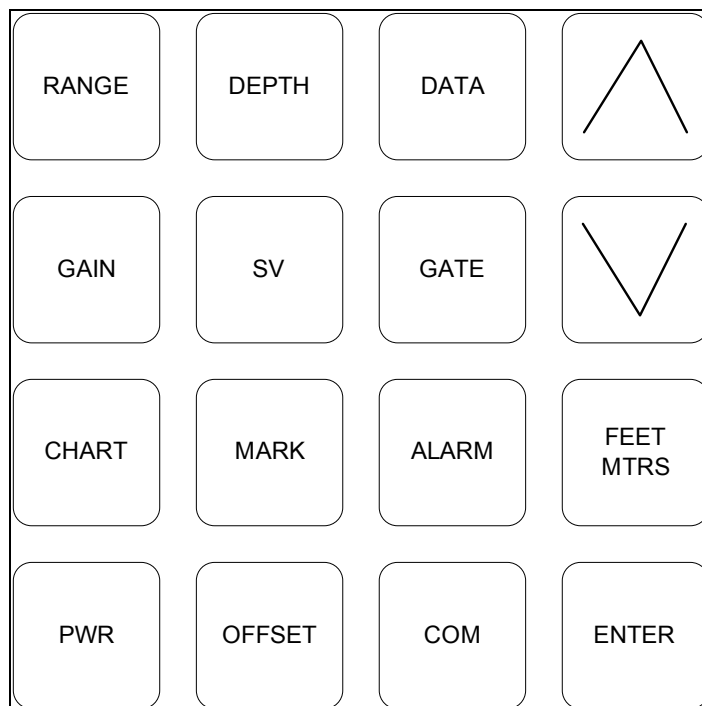 RANGE
DEPTH
DATA
GAIN
SV
GATE
CHART
MARK
ALARM
FEET
MTRS
PWR
OFFSET
COM
ENTER